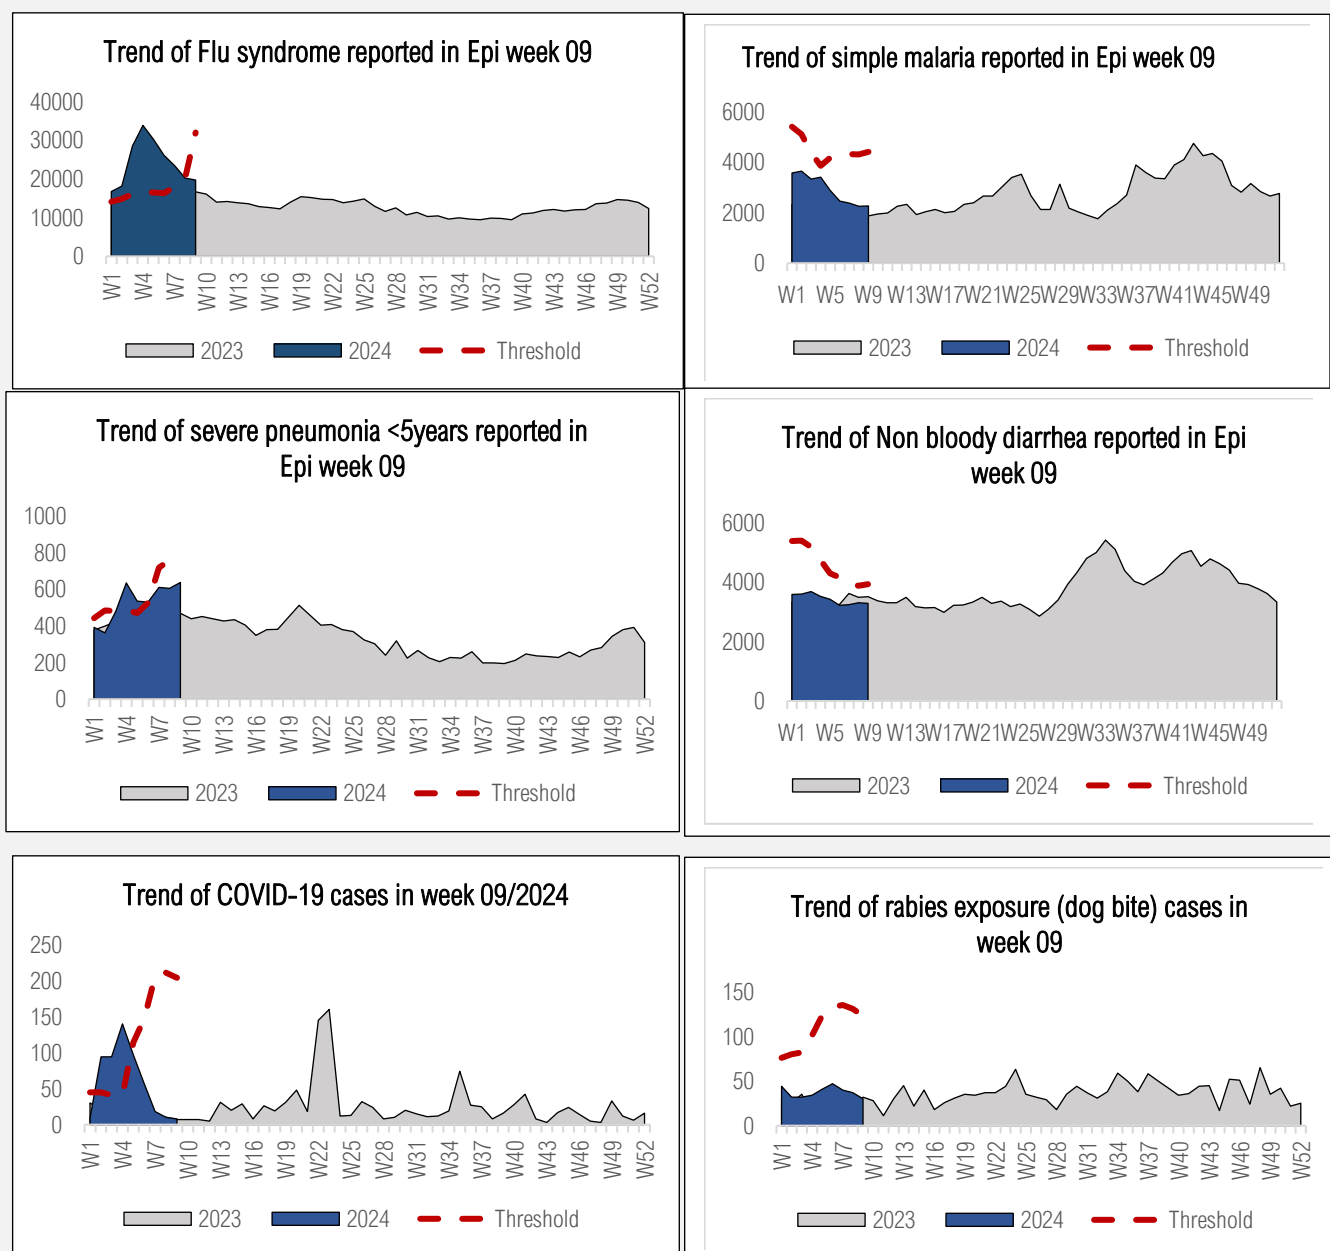 Trend of Flu syndrome reported in Epi week 09
40000
30000
20000
10000
0
W1
W4
W7
W10
W13
W16
W19
W22
W25
W28
W31
W34
W37
W40
W43
W46
W49
W52
2023
2024
Threshold
Trend of simple malaria reported in Epi week 09
6000
4000
2000
0
W1 W5 W9 W13W17W21W25W29W33W37W41W45W49
2023
2024
Threshold
Trend of severe pneumonia <5years reported in
Epi week 09
1000
800
600
400
200
0
W1
W4
W7
W10
W13
W16
W19
W22
W25
W28
W31
W34
W37
W40
W43
W46
W49
W52
2023
2024
Threshold
Trend of Non bloody diarrhea reported in Epi
week 09
6000
4000
2000
0
W1 W5 W9 W13W17W21W25W29W33W37W41W45W49
2023
2024
Threshold
Trend of COVID-19 cases in week 09/2024
250
200
150
100
50
0
W1
W4
W7
W10
W13
W16
W19
W22
W25
W28
W31
W34
W37
W40
W43
W46
W49
W52
2023
2024
Threshold
Trend of rabies exposure (dog bite) cases in
week 09
150
100
50
0
W1
W4
W7
W10
W13
W16
W19
W22
W25
W28
W31
W34
W37
W40
W43
W46
W49
W52
2023
2024
Threshold